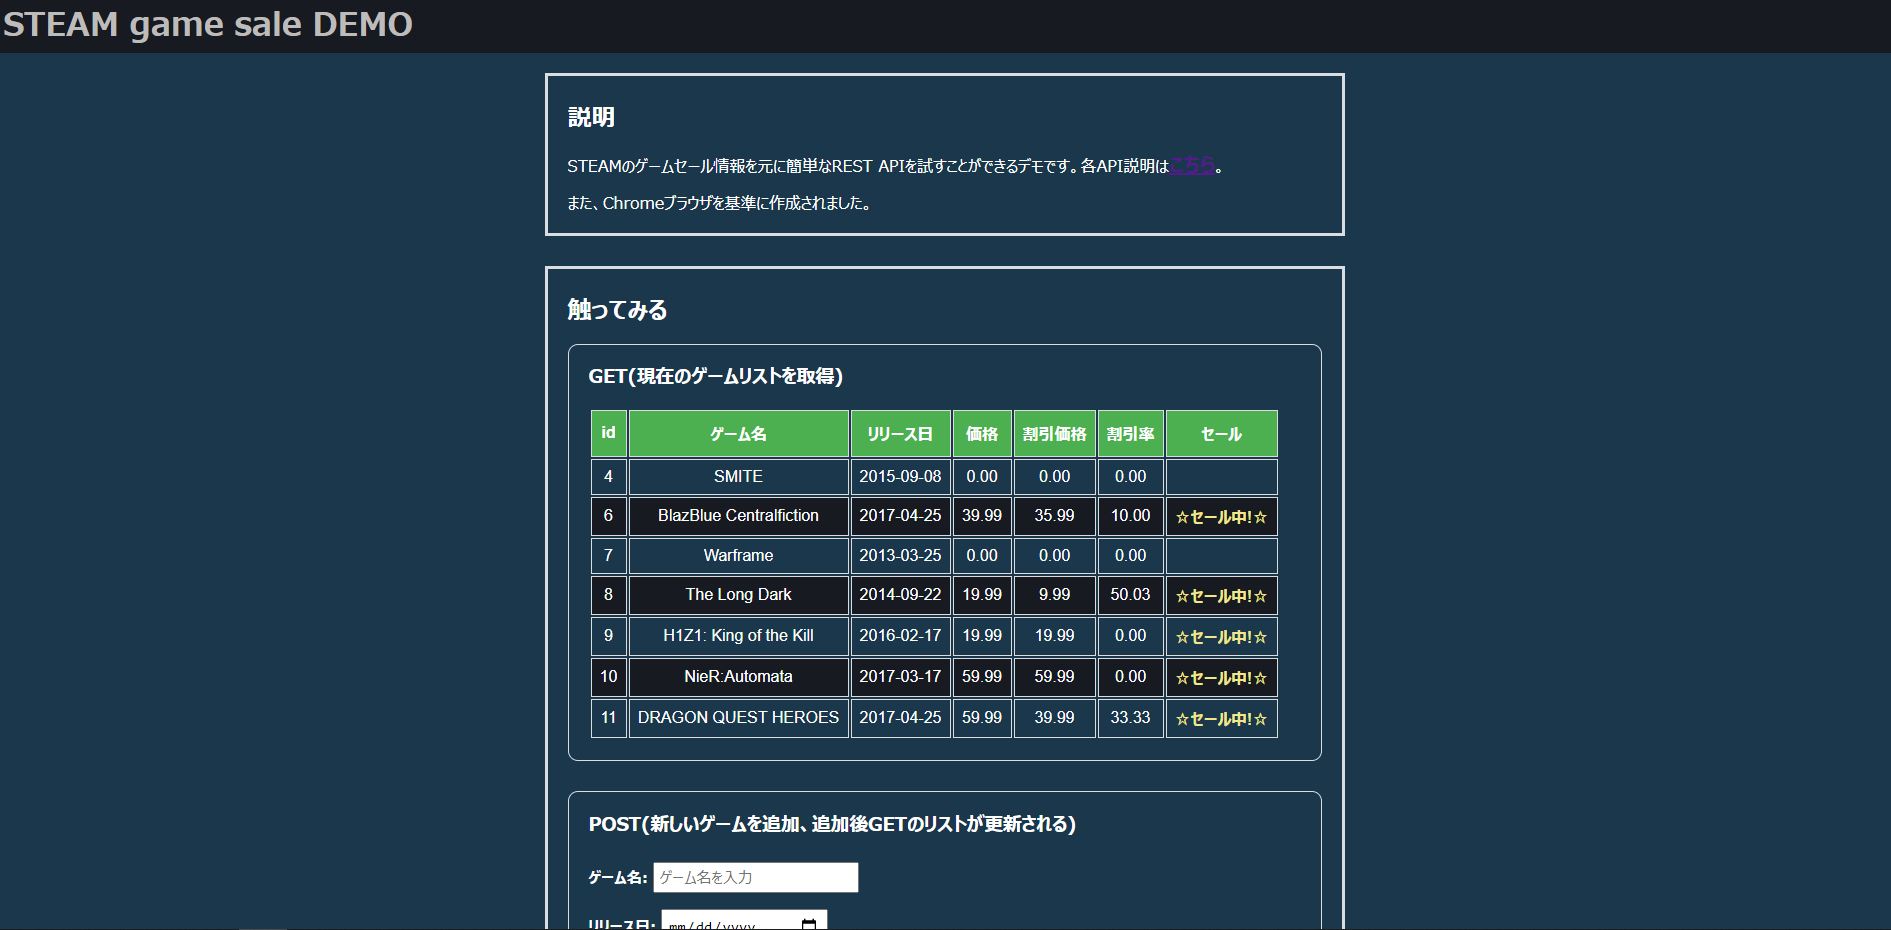 STEAM game sale DEMO
説明
STEAMのゲームセール情報を元に簡単なREST APIを試すことができるデモです。各API説明はこちら。
また、Chromeブラウザを基準に作成されました。
触ってみる
GET(現在のゲームリストを取得)
id ゲーム名 リリース日 価格 割引価格 割引率 セール
4 SMITE 2015-09-08 0.00 0.00 0.00
6 BlazBlue Centralfiction 2017-04-25 39.99 35.99 10.00 ☆セール中!☆
7 Warframe 2013-03-25 0.00 0.00 0.00
8 The Long Dark 2014-09-22 19.99 9.99 50.03 ☆セール中!☆
9 H1Z1: King of the Kill 2016-02-17 19.99 19.99 0.00 ☆セール中!☆
10 NieR:Automata 2017-03-17 59.99 59.99 0.00 ☆セール中!☆
11 DRAGON QUEST HEROES 2017-04-25 59.99 39.99 33.33 ☆セール中!☆
POST(新しいゲームを追加、追加後GETのリストが更新される)
ゲーム名: ゲーム名を入力
リリース日: mm/dd/yyyy